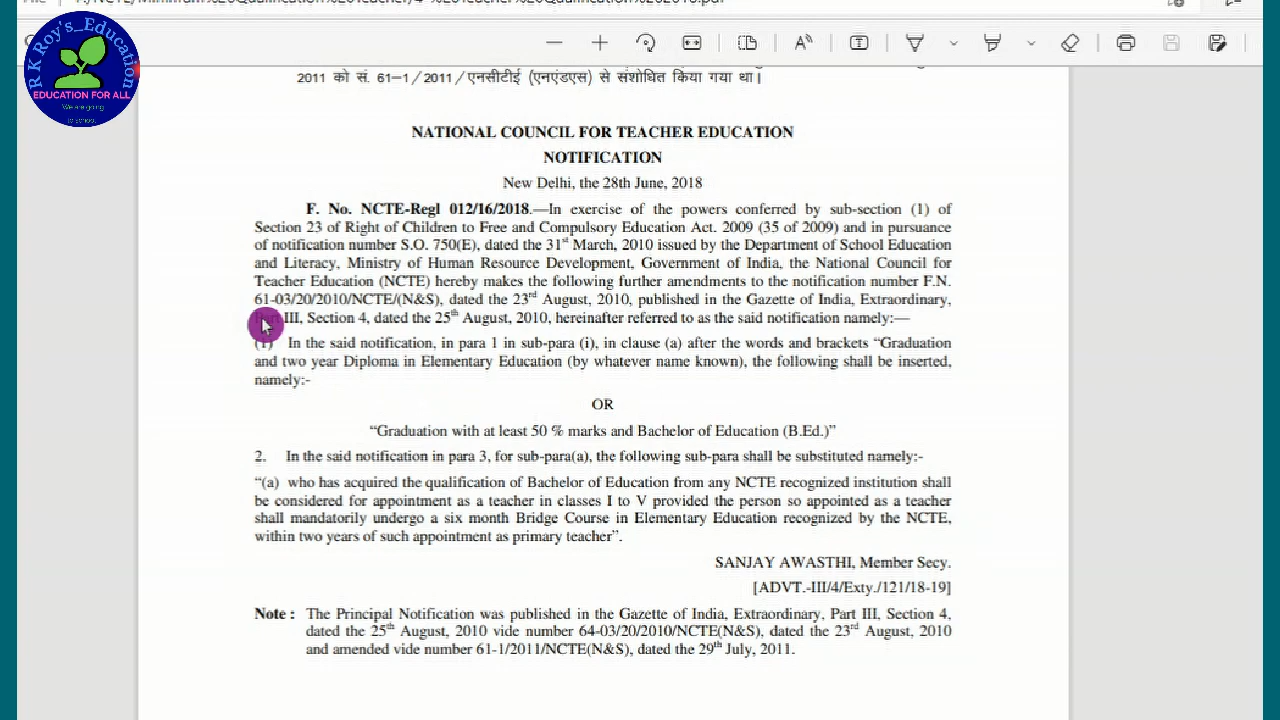 R K Roy's_Education
EDUCATION FOR ALL
We are going
to school
2011 को सं. 61-1/2011/एनसीटीई (एनएंडएस) से संशोधित किया गया था।
NATIONAL COUNCIL FOR TEACHER EDUCATION
NOTIFICATION
New Delhi, the 28th June, 2018
F. No. NCTE-Regl 012/16/2018.—In exercise of the powers conferred by sub-section (1) of
Section 23 of Right of Children to Free and Compulsory Education Act. 2009 (35 of 2009) and in pursuance
of notification number S.O. 750(E), dated the 31st March, 2010 issued by the Department of School Education
and Literacy, Ministry of Human Resource Development, Government of India, the National Council for
Teacher Education (NCTE) hereby makes the following further amendments to the notification number F.N.
61-03/20/2010/NCTE/(N&S), dated the 23rd August, 2010, published in the Gazette of India, Extraordinary,
Part III, Section 4, dated the 25th August, 2010, hereinafter referred to as the said notification namely:—
(1) In the said notification, in para 1 in sub-para (i), in clause (a) after the words and brackets “Graduation
and two year Diploma in Elementary Education (by whatever name known), the following shall be inserted,
namely:-
OR
“Graduation with at least 50 % marks and Bachelor of Education (B.Ed.)”
2. In the said notification in para 3, for sub-para(a), the following sub-para shall be substituted namely:-
“(a) who has acquired the qualification of Bachelor of Education from any NCTE recognized institution shall
be considered for appointment as a teacher in classes I to V provided the person so appointed as a teacher
shall mandatorily undergo a six month Bridge Course in Elementary Education recognized by the NCTE,
within two years of such appointment as primary teacher”.
SANJAY AWASTHI, Member Secy.
[ADVT.-III/4/Exty./121/18-19]
Note : The Principal Notification was published in the Gazette of India, Extraordinary, Part III, Section 4,
dated the 25th August, 2010 vide number 64-03/20/2010/NCTE(N&S), dated the 23rd August, 2010
and amended vide number 61-1/2011/NCTE(N&S), dated the 29th July, 2011.